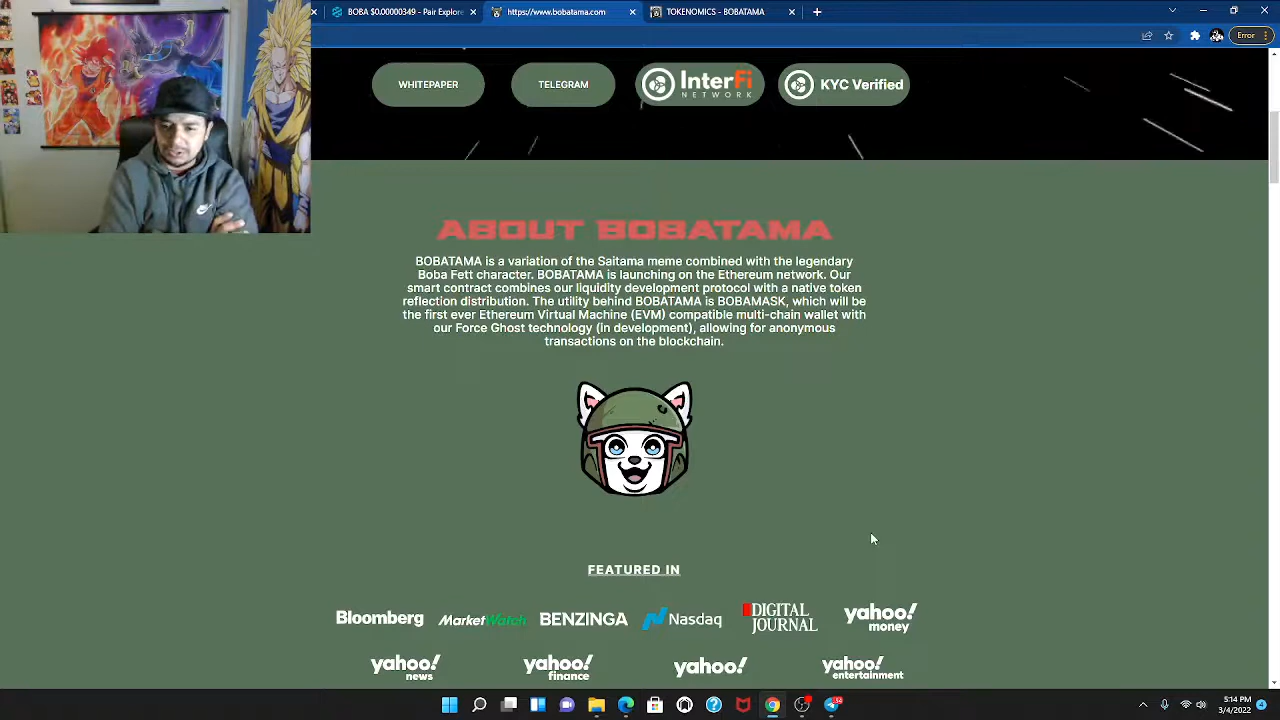 BOBA $0.00000349 - Pair Explore
https://www.bobatama.com
TOKENOMICS - BOBATAMA
Error
WHITEPAPER
TELEGRAM
InterFi
NETWORK
KYC Verified
ABOUT BOBATAMA
BOBATAMA is a variation of the Saitama meme combined with the legendary
Boba Fett character. BOBATAMA is launching on the Ethereum network. Our
smart contract combines our liquidity development protocol with a native token
reflection distribution. The utility behind BOBATAMA is BOBAMASK, which will be
the first ever Ethereum Virtual Machine (EVM) compatible multi-chain wallet with
our Force Ghost technology (in development), allowing for anonymous
transactions on the blockchain.
FEATURED IN
Bloomberg MarketWatch BENZINGA Nasdaq DIGITAL JOURNAL yahoo! money
yahoo! news yahoo! finance yahoo! yahoo! entertainment
5:14 PM
3/4/2022